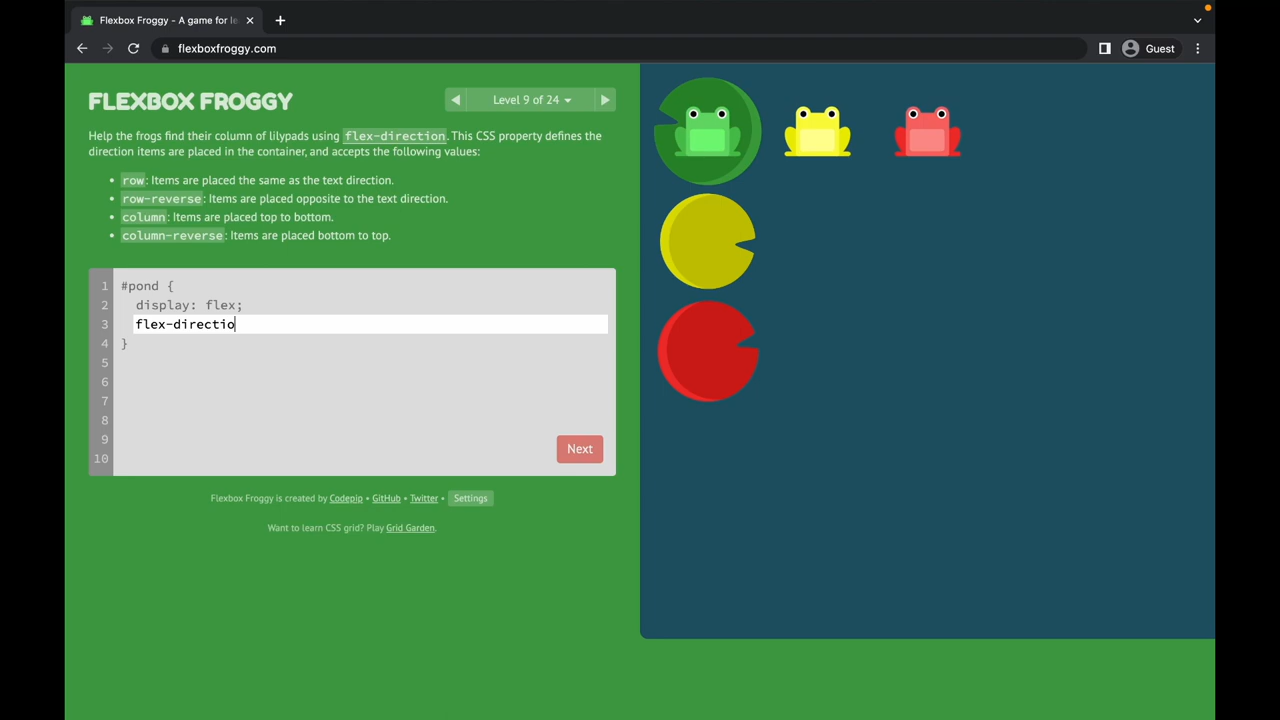 Flexbox Froggy - A game for le
flexboxfroggy.com
Guest
FLEXBOX FROGGY
Level 9 of 24
Help the frogs find their column of lilypads using flex-direction. This CSS property defines the
direction items are placed in the container, and accepts the following values:
• row: Items are placed the same as the text direction.
• row-reverse: Items are placed opposite to the text direction.
• column: Items are placed top to bottom.
• column-reverse: Items are placed bottom to top.
1 #pond {
2 display: flex;
3 flex-directio
4 }
5
6
7
8
9
10
Next
Flexbox Froggy is created by Codepip • GitHub • Twitter • Settings
Want to learn CSS grid? Play Grid Garden.